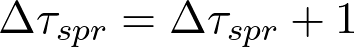 Δτ_{spr} = Δτ_{spr} + 1